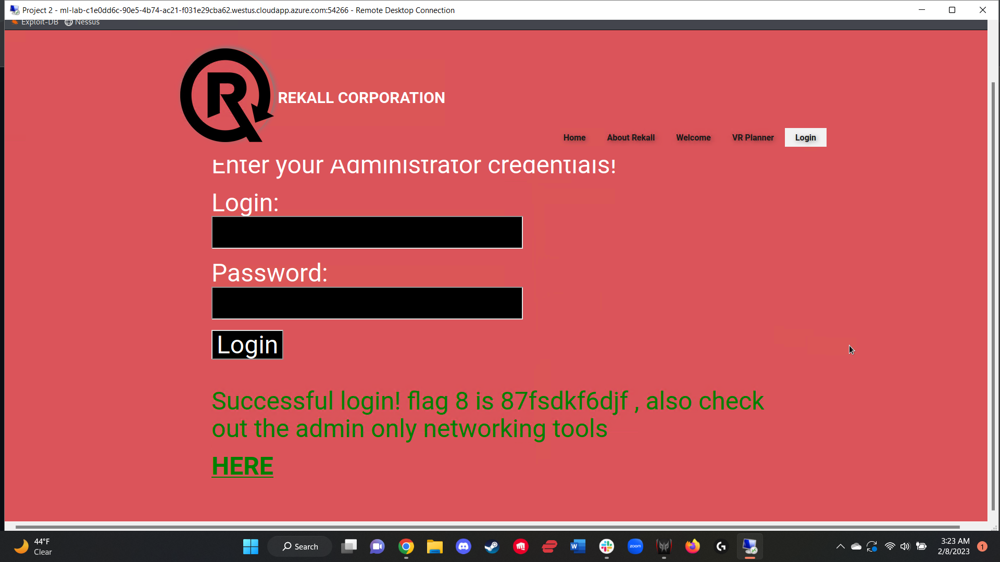 Project 2 - ml-lab-c1e0dd6c-90e5-4b74-ac21-f031e29cba62.westus.cloudapp.azure.com:54266 - Remote Desktop Connection
Exploit-DB Nessus
R
REKALL CORPORATION
Home About Rekall Welcome VR Planner Login
Enter your Administrator credentials!
Login:
Password:
Login
Successful login! flag 8 is 87fsdkf6djf , also check
out the admin only networking tools
HERE
44°F
Clear
Search
W
zoom
G
3:23 AM
2/8/2023
1